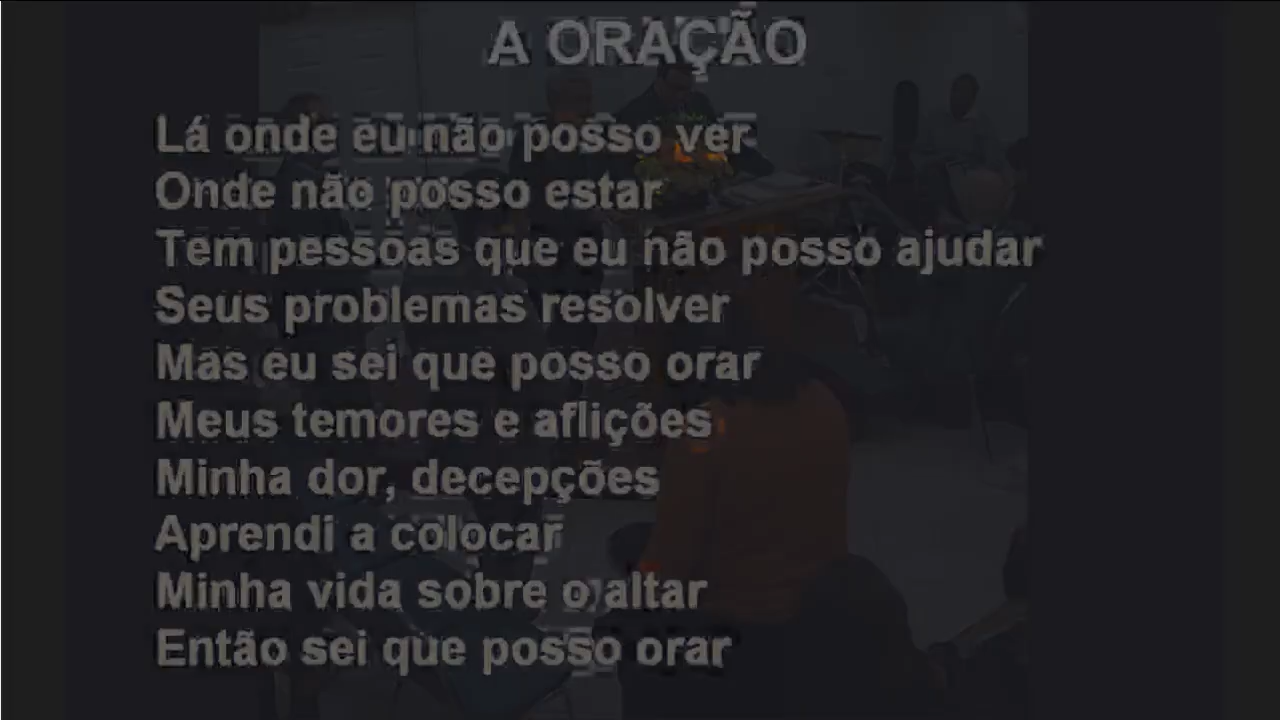 A ORAÇÃO
Lá onde eu não posso ver
Onde não posso estar
Tem pessoas que eu não posso ajudar
Seus problemas resolver
Mas eu sei que posso orar
Meus temores e aflições
Minha dor, decepções
Aprendi a colocar
Minha vida sobre o altar
Então sei que posso orar